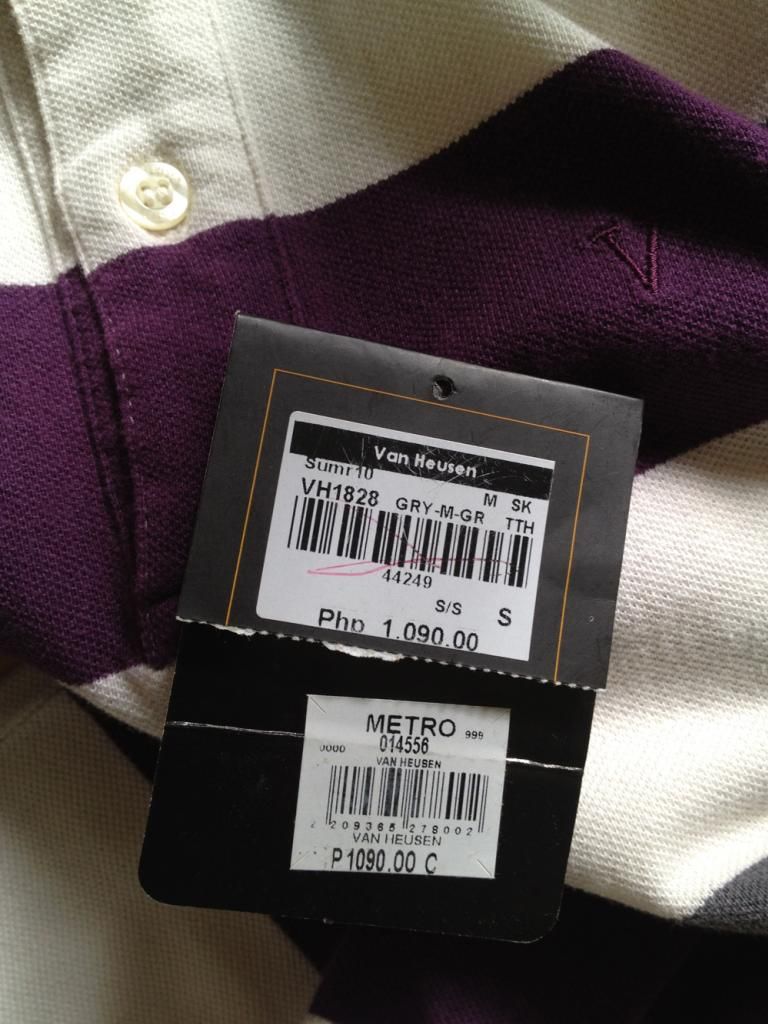 V
Van Heusen
Sumr10
M SK
VH1828 GRY-M-GR TTH
44249
S/S S
Php 1,090.00
METRO 999
0000 014556
VAN HEUSEN
2 209365 278002
VAN HEUSEN
P1090.00 C